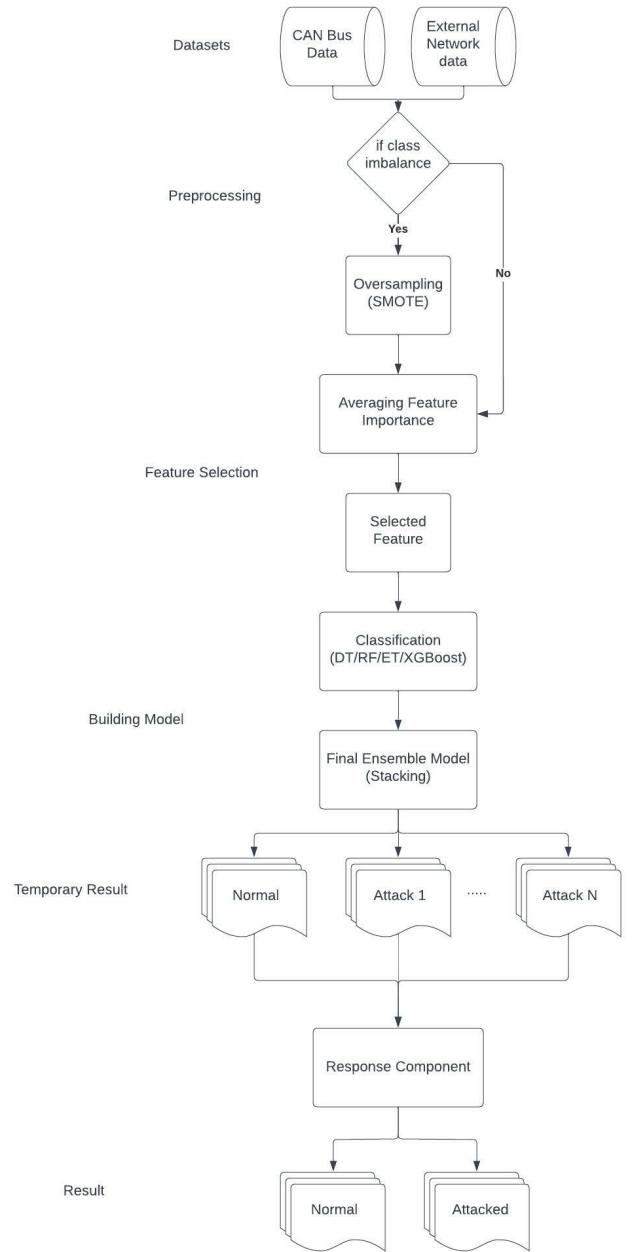 Datasets
CAN Bus
Data
External
Network
data
if class
imbalance
Preprocessing
Yes
No
Oversampling
(SMOTE)
Averaging Feature
Importance
Feature Selection
Selected
Feature
Classification
(DT/RF/ET/XGBoost)
Building Model
Final Ensemble Model
(Stacking)
Temporary Result
Normal
Attack 1
.....
Attack N
Response Component
Result
Normal
Attacked